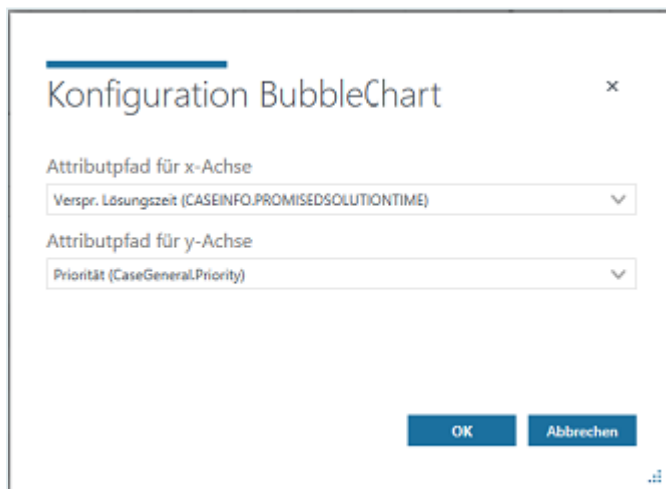 Konfiguration BubbleChart
Attributpfad für x-Achse
Verspr. Lösungszeit (CASEINFO.PROMISEDSOLUTIONTIME)
Attributpfad für y-Achse
Priorität (CaseGeneral.Priority)
OK
Abbrechen